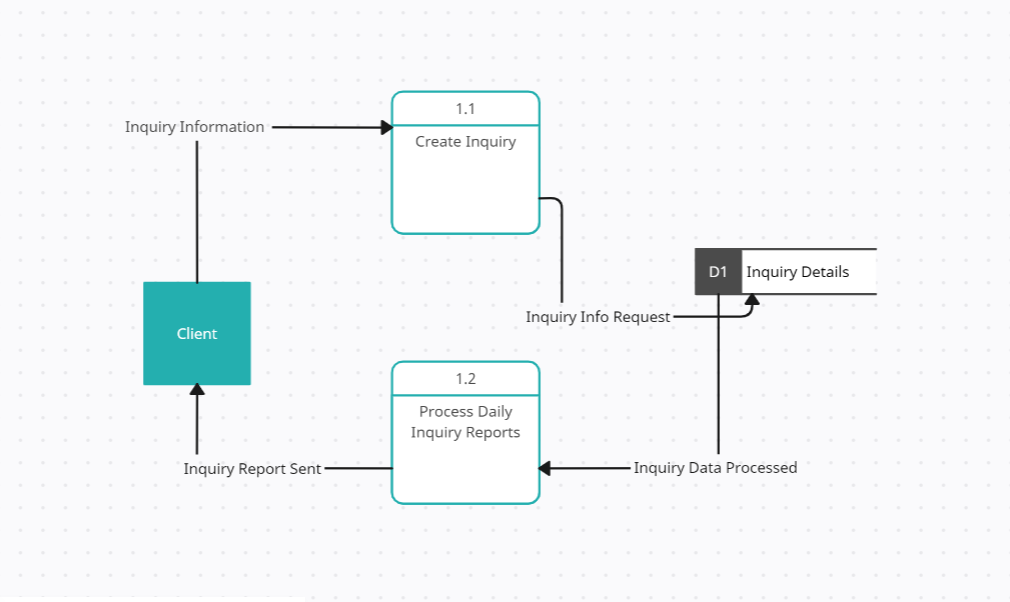 1.1
Inquiry Information
Create Inquiry
D1
Inquiry Details
Inquiry Info Request
Client
1.2
Process Daily
Inquiry Reports
Inquiry Report Sent
Inquiry Data Processed